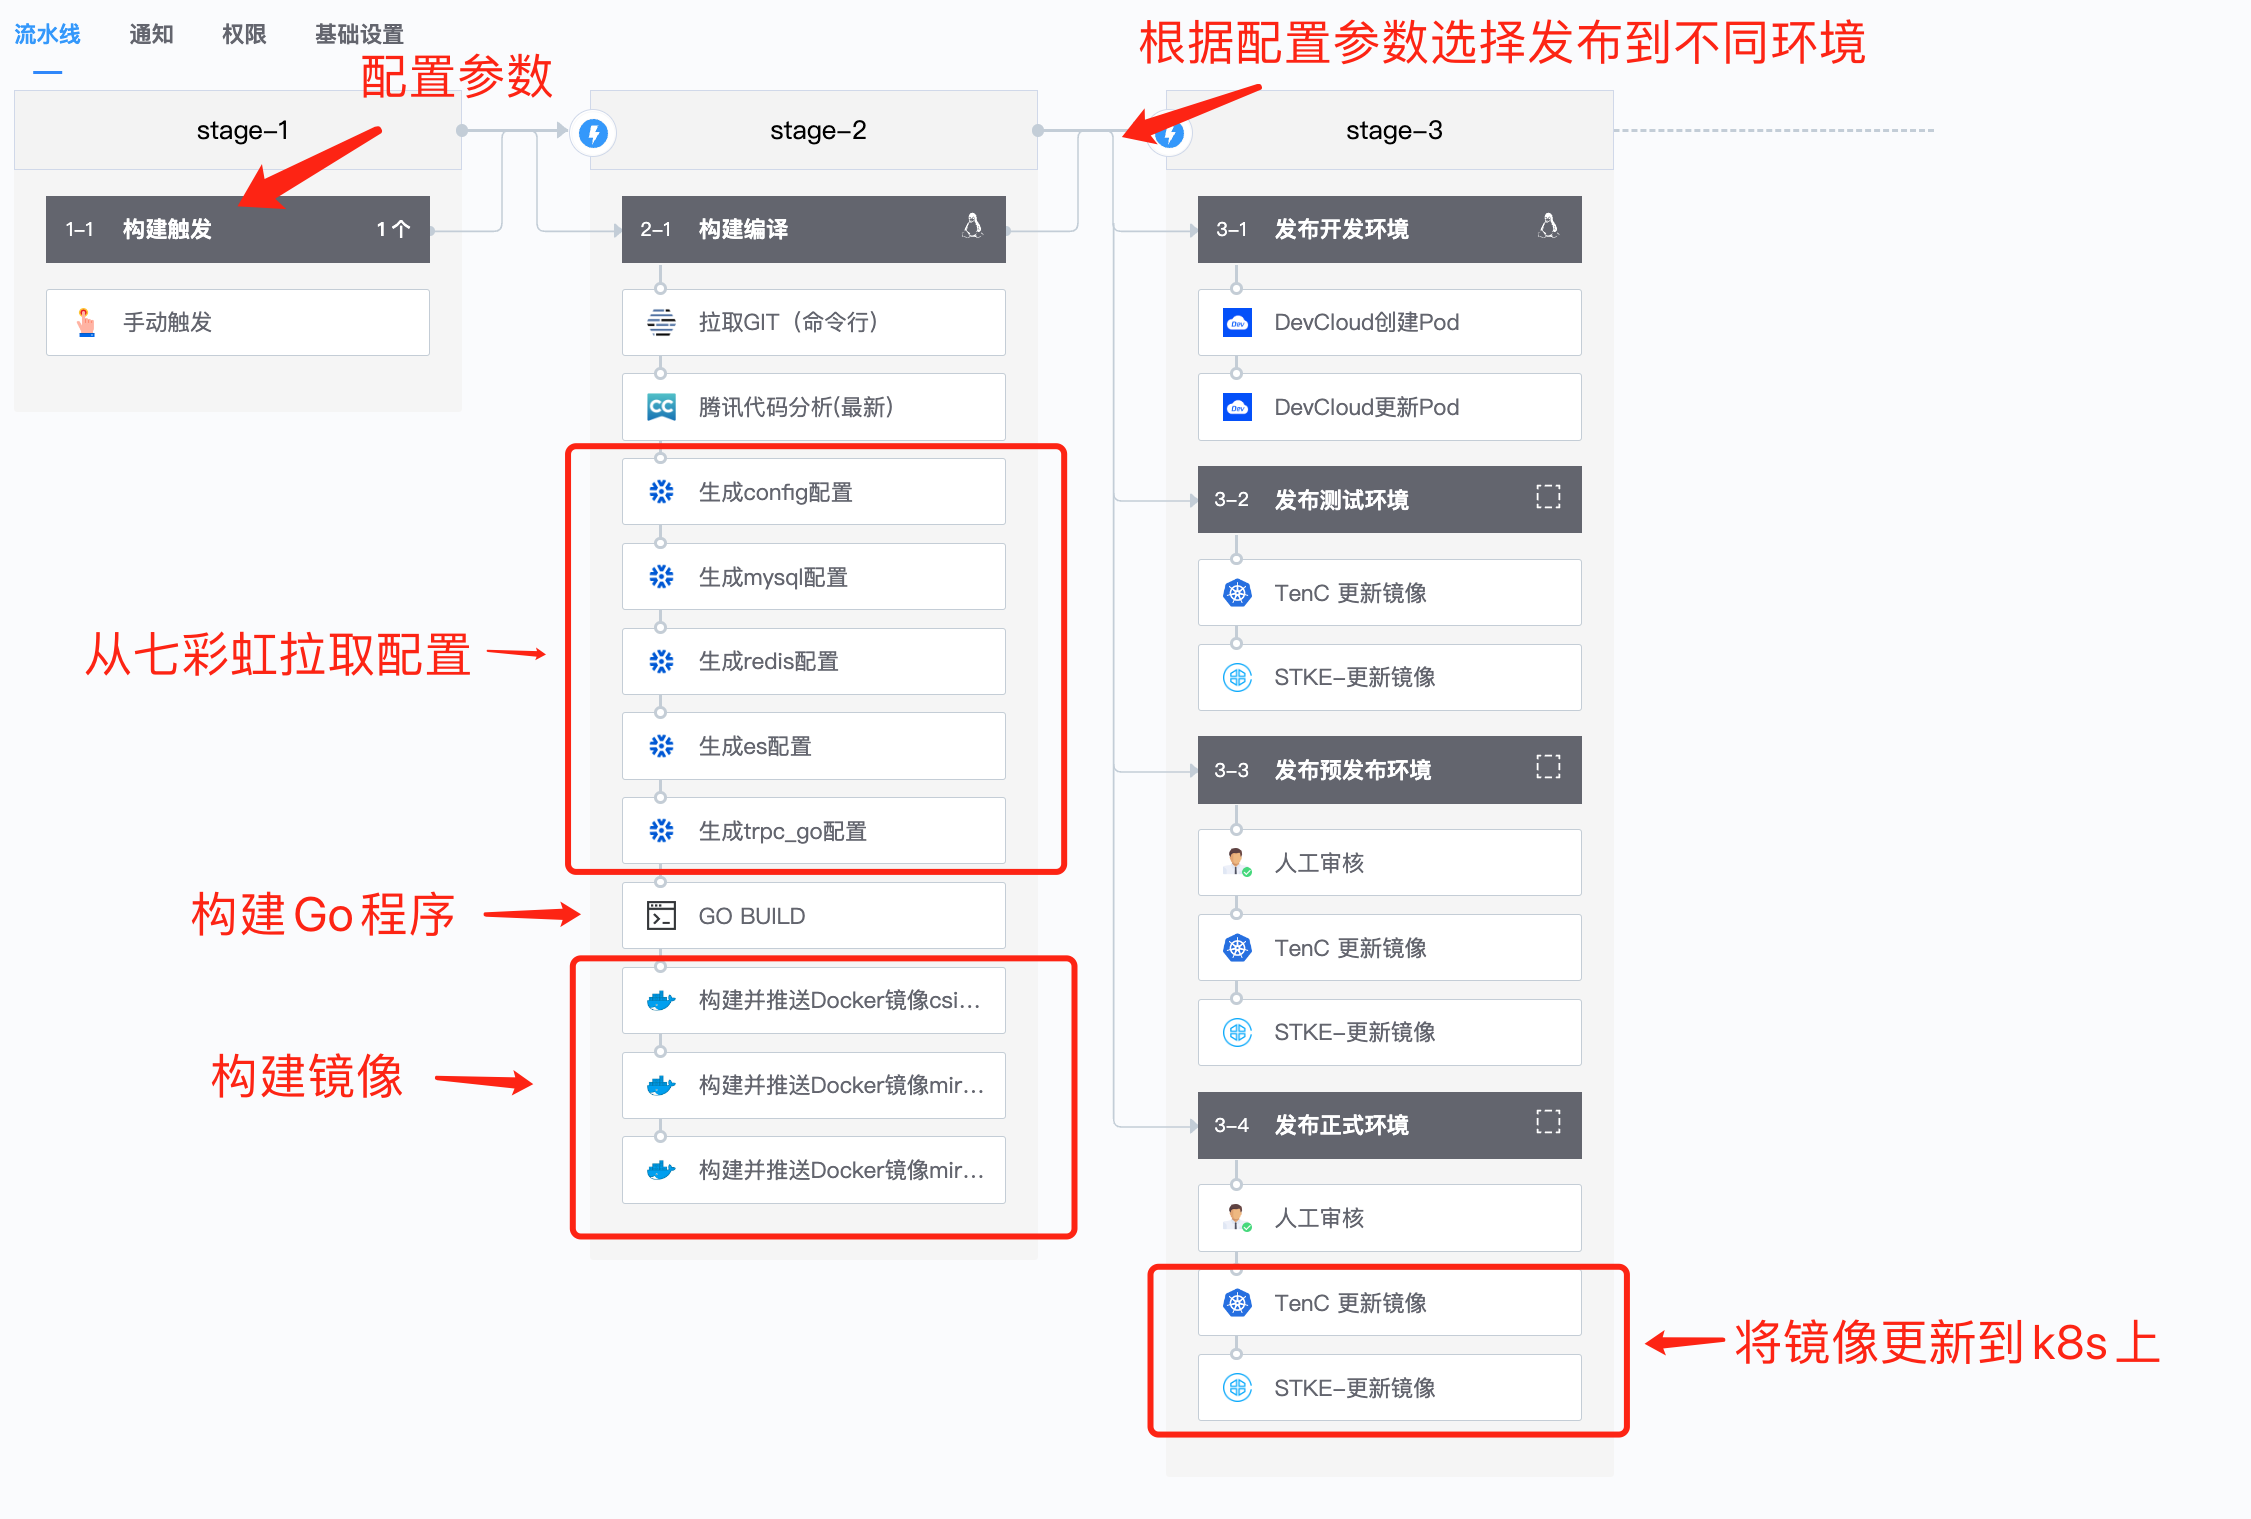 流水线 通知 权限 基础设置
配置参数
根据配置参数选择发布到不同环境
stage-1
1-1 构建触发 1 个
手动触发
stage-2
2-1 构建编译
拉取GIT（命令行）
腾讯代码分析(最新)
生成config配置
生成mysql配置
生成redis配置
生成es配置
生成trpc_go配置
GO BUILD
构建并推送Docker镜像csi...
构建并推送Docker镜像mir...
构建并推送Docker镜像mir...
从七彩虹拉取配置
构建Go程序
构建镜像
stage-3
3-1 发布开发环境
DevCloud创建Pod
DevCloud更新Pod
3-2 发布测试环境
TenC 更新镜像
STKE-更新镜像
3-3 发布预发布环境
人工审核
TenC 更新镜像
STKE-更新镜像
3-4 发布正式环境
人工审核
TenC 更新镜像
STKE-更新镜像
将镜像更新到k8s上